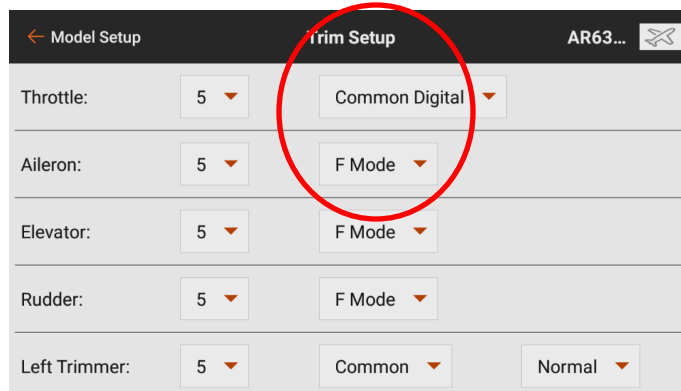 ← Model Setup Trim Setup AR63...
Throttle: 5 Common Digital
Aileron: 5 F Mode
Elevator: 5 F Mode
Rudder: 5 F Mode
Left Trimmer: 5 Common Normal